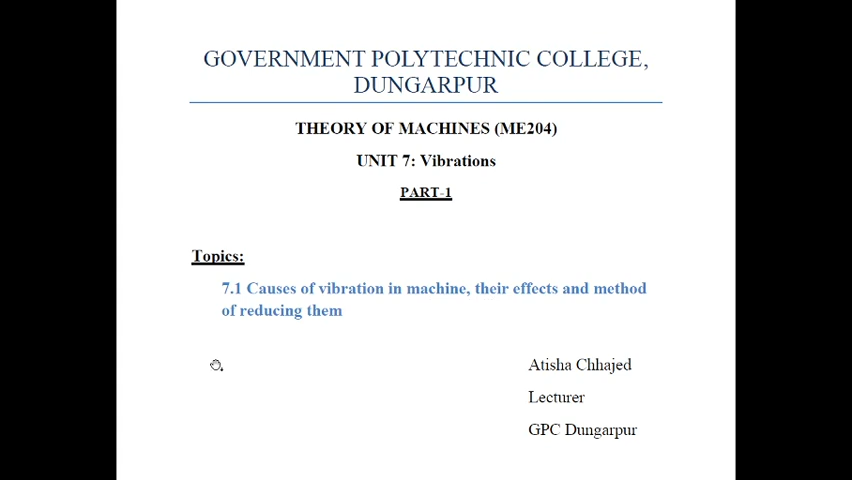 GOVERNMENT POLYTECHNIC COLLEGE,
DUNGARPUR
THEORY OF MACHINES (ME204)
UNIT 7: Vibrations
PART-1
Topics:
7.1 Causes of vibration in machine, their effects and method
of reducing them
Atisha Chhajed
Lecturer
GPC Dungarpur